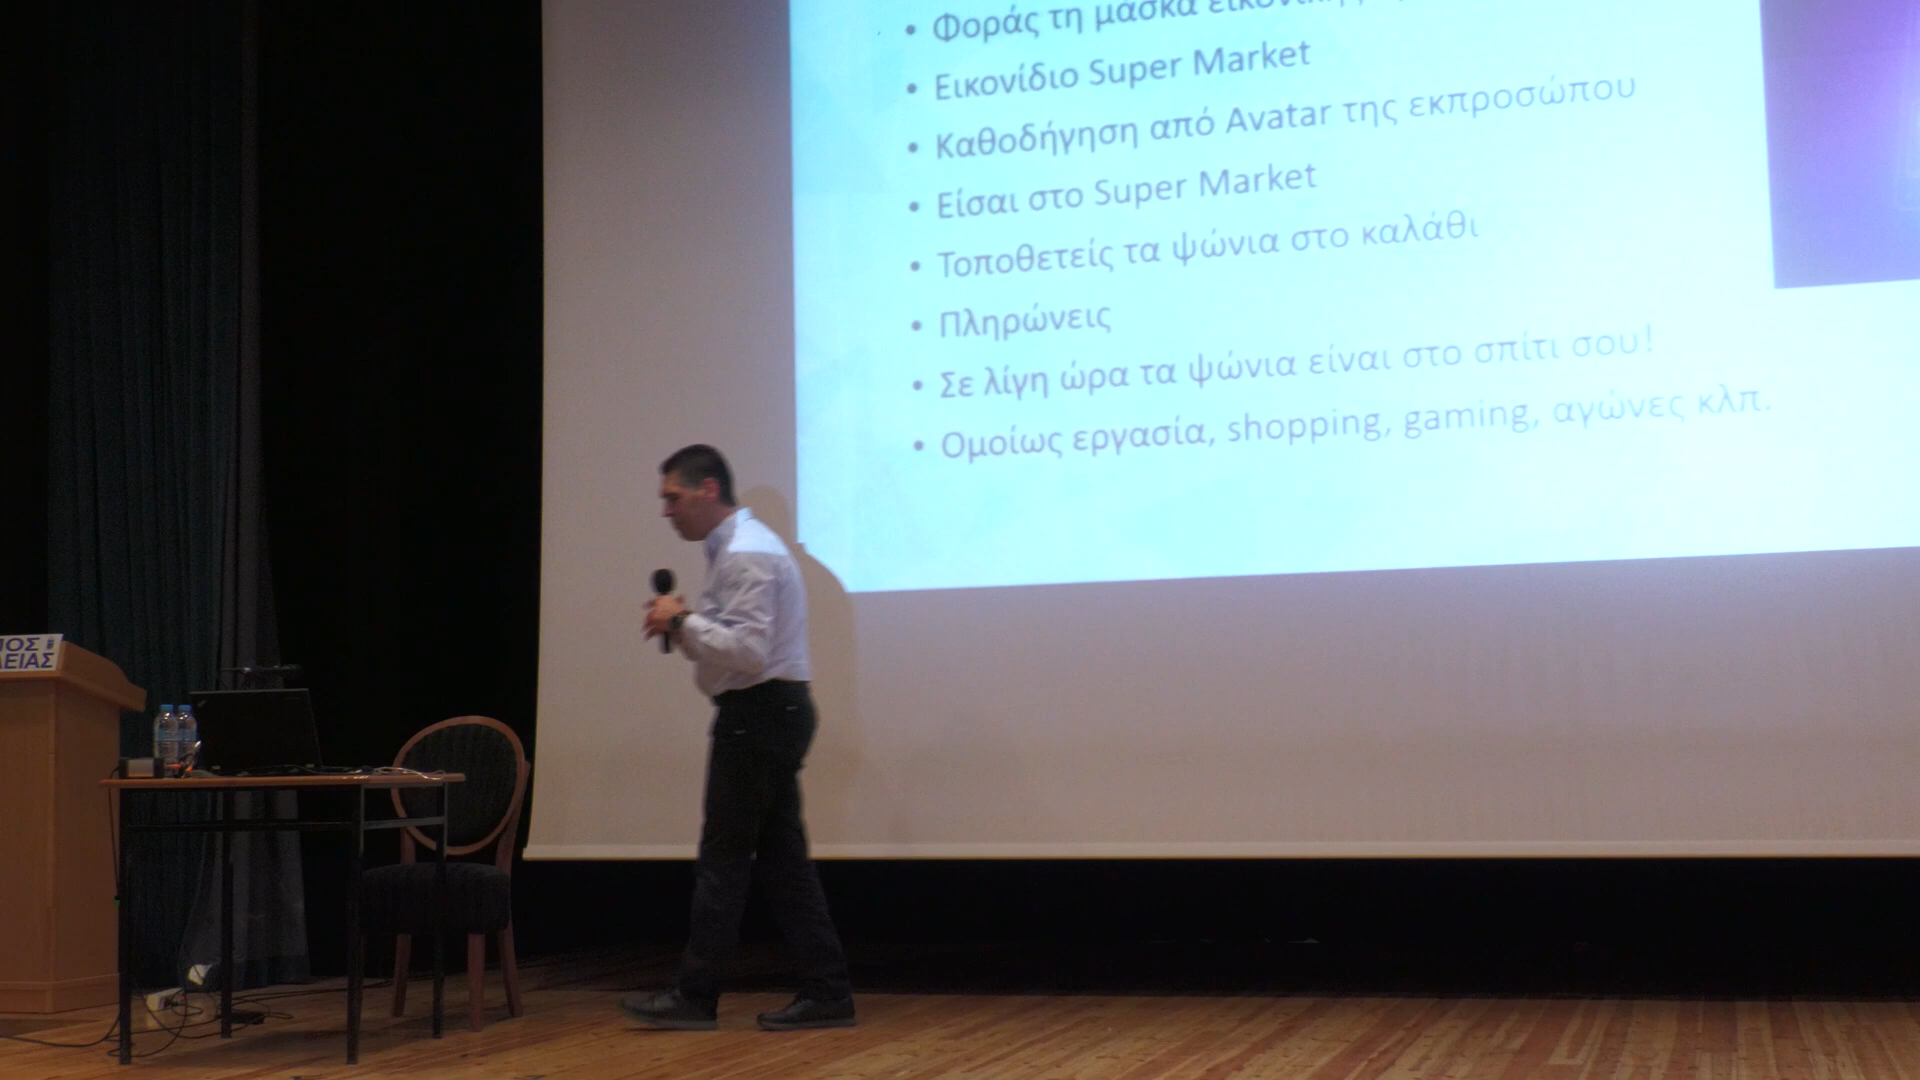 • Φοράς τη μάσκα
• Εικονίδιο Super Market
• Καθοδήγηση από Avatar της εκπροσώπου
• Είσαι στο Super Market
• Τοποθετείς τα ψώνια στο καλάθι
• Πληρώνεις
• Σε λίγη ώρα τα ψώνια είναι στο σπίτι σου!
• Ομοίως εργασία, shopping, gaming, αγώνες κλπ.